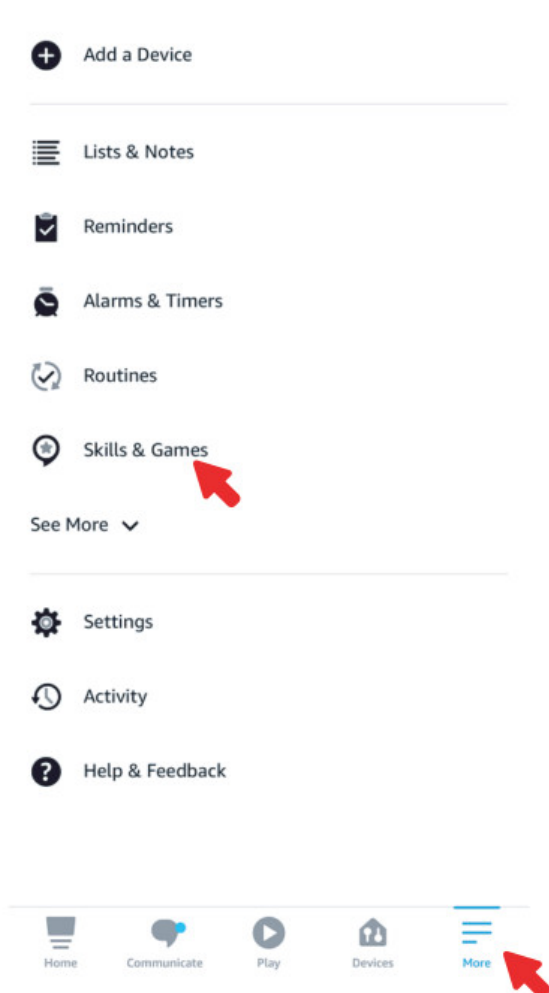 Add a Device
Lists & Notes
Reminders
Alarms & Timers
Routines
Skills & Games
See More
Settings
Activity
Help & Feedback
Home Communicate Play Devices More